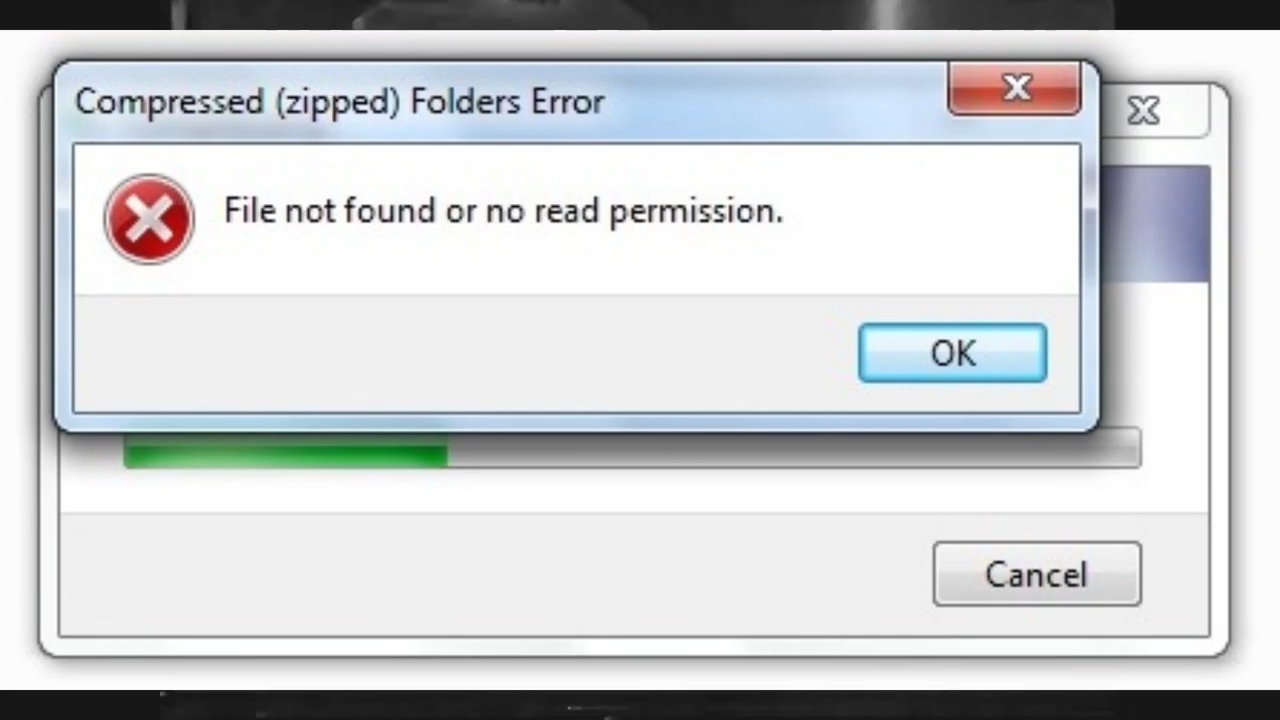 Compressed (zipped) Folders Error
File not found or no read permission.
OK
Cancel